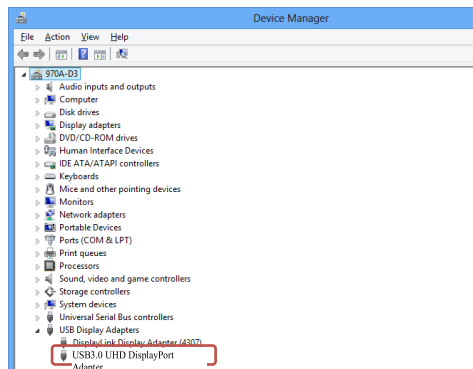 Device Manager
File Action View Help
970A-D3
Audio inputs and outputs
Computer
Disk drives
Display adapters
DVD/CD-ROM drives
Human Interface Devices
IDE ATA/ATAPI controllers
Keyboards
Mice and other pointing devices
Monitors
Network adapters
Portable Devices
Ports (COM & LPT)
Print queues
Processors
Sound, video and game controllers
Storage controllers
System devices
Universal Serial Bus controllers
USB Display Adapters
DisplayLink Display Adapter (4307)
USB3.0 UHD DisplayPort
Adapter